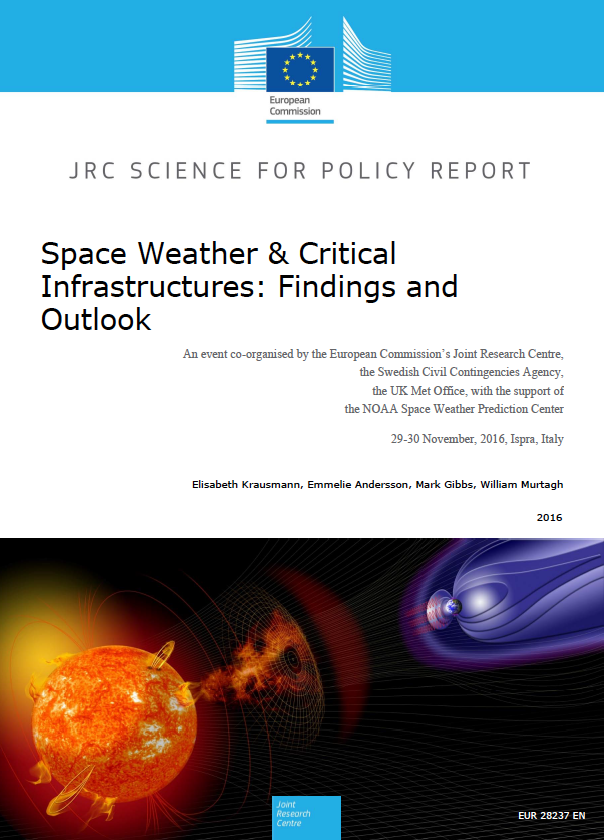 European
Commission
JRC SCIENCE FOR POLICY REPORT
Space Weather & Critical
Infrastructures: Findings and
Outlook
An event co-organised by the European Commission’s Joint Research Centre,
the Swedish Civil Contingencies Agency,
the UK Met Office, with the support of
the NOAA Space Weather Prediction Center
29-30 November, 2016, Ispra, Italy
Elisabeth Krausmann, Emmelie Andersson, Mark Gibbs, William Murtagh
2016
Joint
Research
Centre
EUR 28237 EN